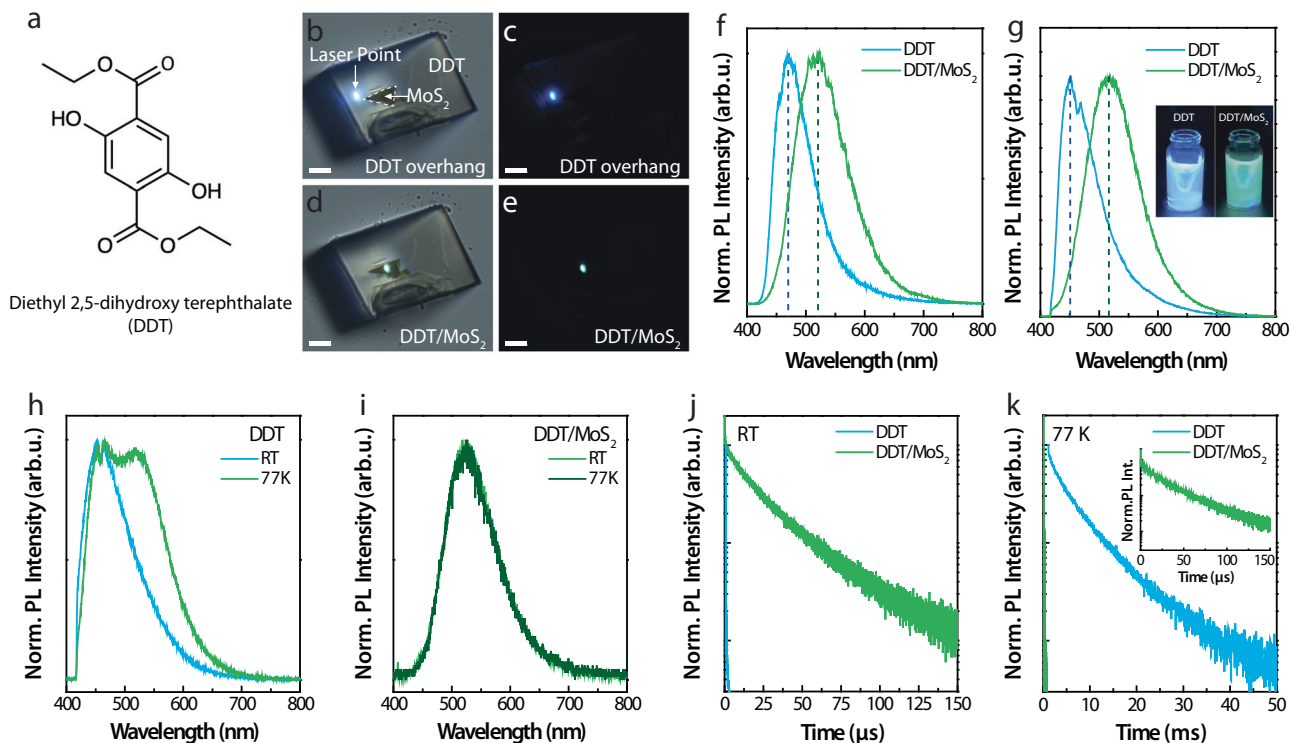 a
O
O
HO
OH
O
O
Diethyl 2,5-dihydroxy terephthalate
(DDT)
b
Laser Point
DDT
MoS₂
DDT overhang
c
DDT overhang
d
DDT/MoS₂
e
DDT/MoS₂
f
DDT
DDT/MoS₂
Norm. PL Intensity (arb.u.)
400 500 600 700 800
Wavelength (nm)
g
DDT
DDT/MoS₂
DDT
DDT/MoS₂
Norm. PL Intensity (arb.u.)
400 500 600 700 800
Wavelength (nm)
h
DDT
RT
77K
Norm. PL Intensity (arb.u.)
400 500 600 700 800
Wavelength (nm)
i
DDT/MoS₂
RT
77K
Norm. PL Intensity (arb.u.)
400 500 600 700 800
Wavelength (nm)
j
RT
DDT
DDT/MoS₂
Norm. PL Intensity (arb.u.)
0 25 50 75 100 125 150
Time (μs)
k
77 K
DDT
DDT/MoS₂
Norm.PL Int.
0 50 100 150
Time (μs)
Norm. PL Intensity (arb.u.)
0 10 20 30 40 50
Time (ms)